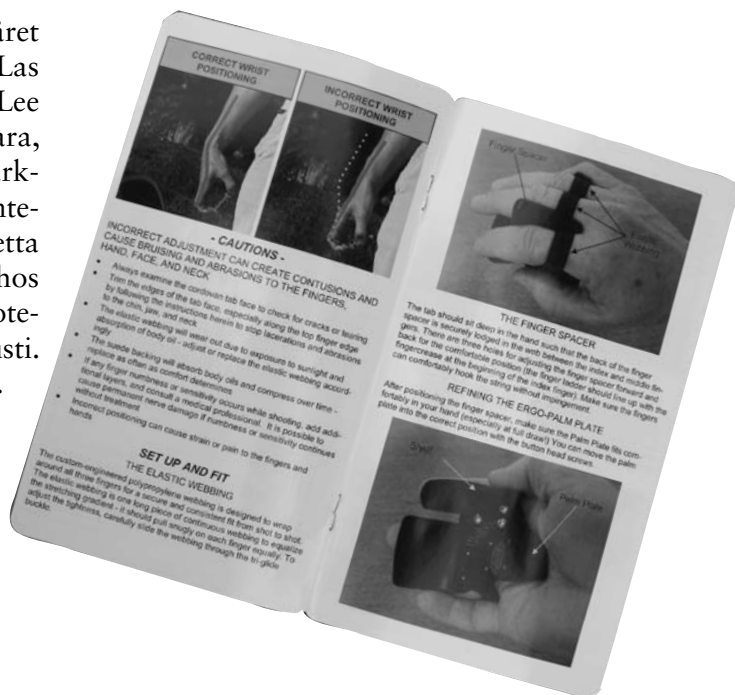 året
Las
Lee
ara,
ark-
nte-
etta
hos
ote-
usti.
.
CORRECT WRIST
POSITIONING
INCORRECT WRIST
POSITIONING
- CAUTIONS -
INCORRECT ADJUSTMENT CAN CREATE CONTUSIONS AND
CAUSE BRUISING AND ABRASIONS TO THE FINGERS,
HAND, FACE, AND NECK
• Always examine the cordovan tab face to check for cracks or tearing
• Trim the edges of the tab face, especially along the top finger edge
by following the instructions herein to stop lacerations and abrasions
to the chin, jaw, and neck
• The elastic webbing will wear out due to exposure to sunlight and
absorption of body oil - adjust or replace the elastic webbing accord-
ingly
• The suede backing will absorb body oils and compress over time -
replace as often as comfort determines
• If any finger numbness or sensitivity occurs while shooting, add addi-
tional layers, and consult a medical professional. It is possible to
cause permanent nerve damage if numbness or sensitivity continues
without treatment
• Incorrect positioning can cause strain or pain to the fingers and
hands
SET UP AND FIT
THE ELASTIC WEBBING
The custom-engineered polypropylene webbing is designed to wrap
around all three fingers for a secure and consistent fit from shot to shot.
The elastic webbing is one long piece of continuous webbing to equalize
the stretching gradient - it should pull snugly on each finger equally. To
adjust the tightness, carefully slide the webbing through the tri-glide
buckle.
Finger Spacer
Elastic
Webbing
THE FINGER SPACER
The tab should sit deep in the hand such that the back of the finger
spacer is securely lodged in the web between the index and middle fin-
gers. There are three holes for adjusting the finger spacer forward and
back for the comfortable position (the finger ladder should line up with the
fingercrease at the beginning of the index finger). Make sure the fingers
can comfortably hook the string without impingement.
REFINING THE ERGO-PALM PLATE
After positioning the finger spacer, make sure the Palm Plate fits com-
fortably in your hand (especially at full draw!) You can move the palm
plate into the correct position with the button head screws.
Shelf
Palm Plate